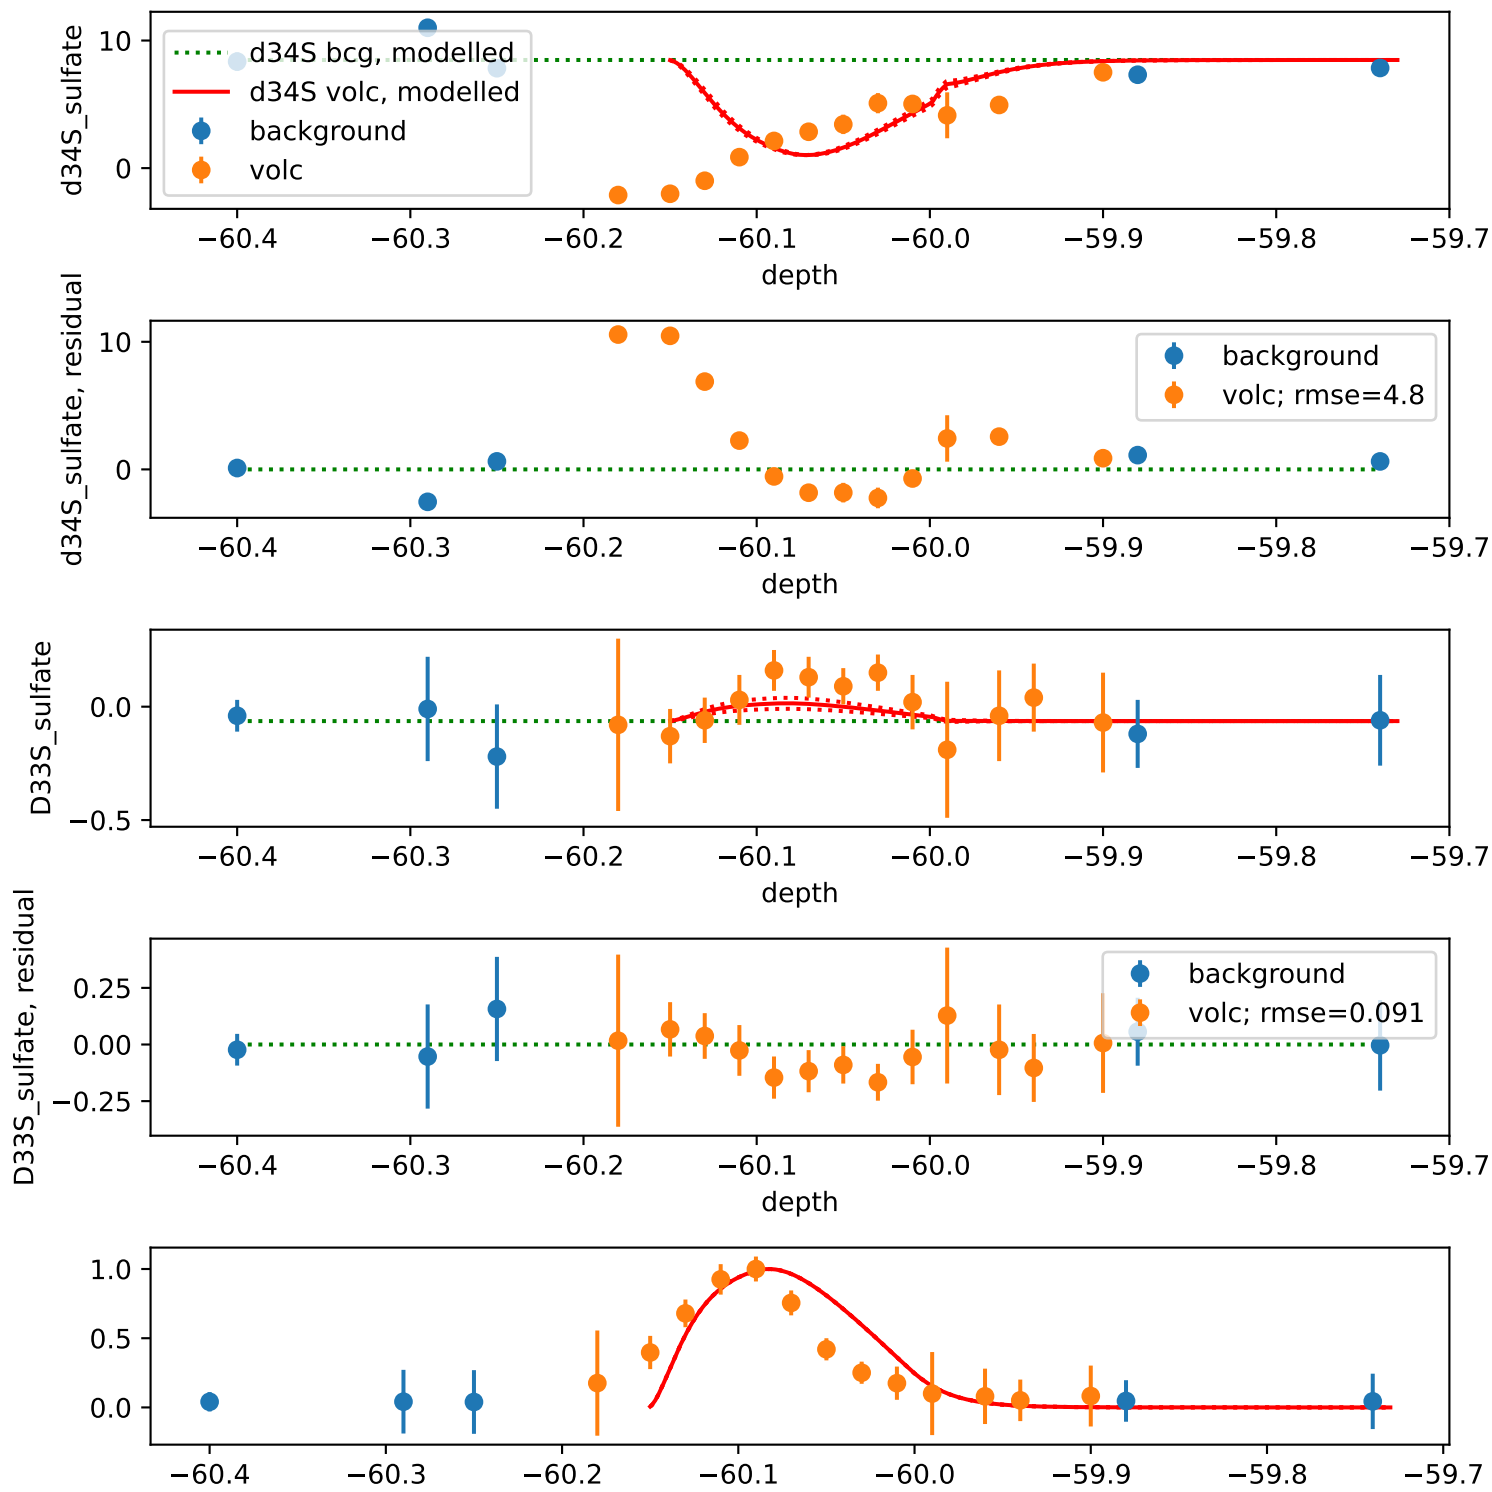 d34S_sulfate
10
0
d34S bcg, modelled
d34S volc, modelled
background
volc
−60.4 −60.3 −60.2 −60.1 −60.0 −59.9 −59.8 −59.7
depth
d34S_sulfate, residual
10
0
background
volc; rmse=4.8
−60.4 −60.3 −60.2 −60.1 −60.0 −59.9 −59.8 −59.7
depth
D33S_sulfate
0.0
−0.5
−60.4 −60.3 −60.2 −60.1 −60.0 −59.9 −59.8 −59.7
depth
D33S_sulfate, residual
0.25
0.00
−0.25
background
volc; rmse=0.091
−60.4 −60.3 −60.2 −60.1 −60.0 −59.9 −59.8 −59.7
depth
1.0
0.5
0.0
−60.4 −60.3 −60.2 −60.1 −60.0 −59.9 −59.8 −59.7